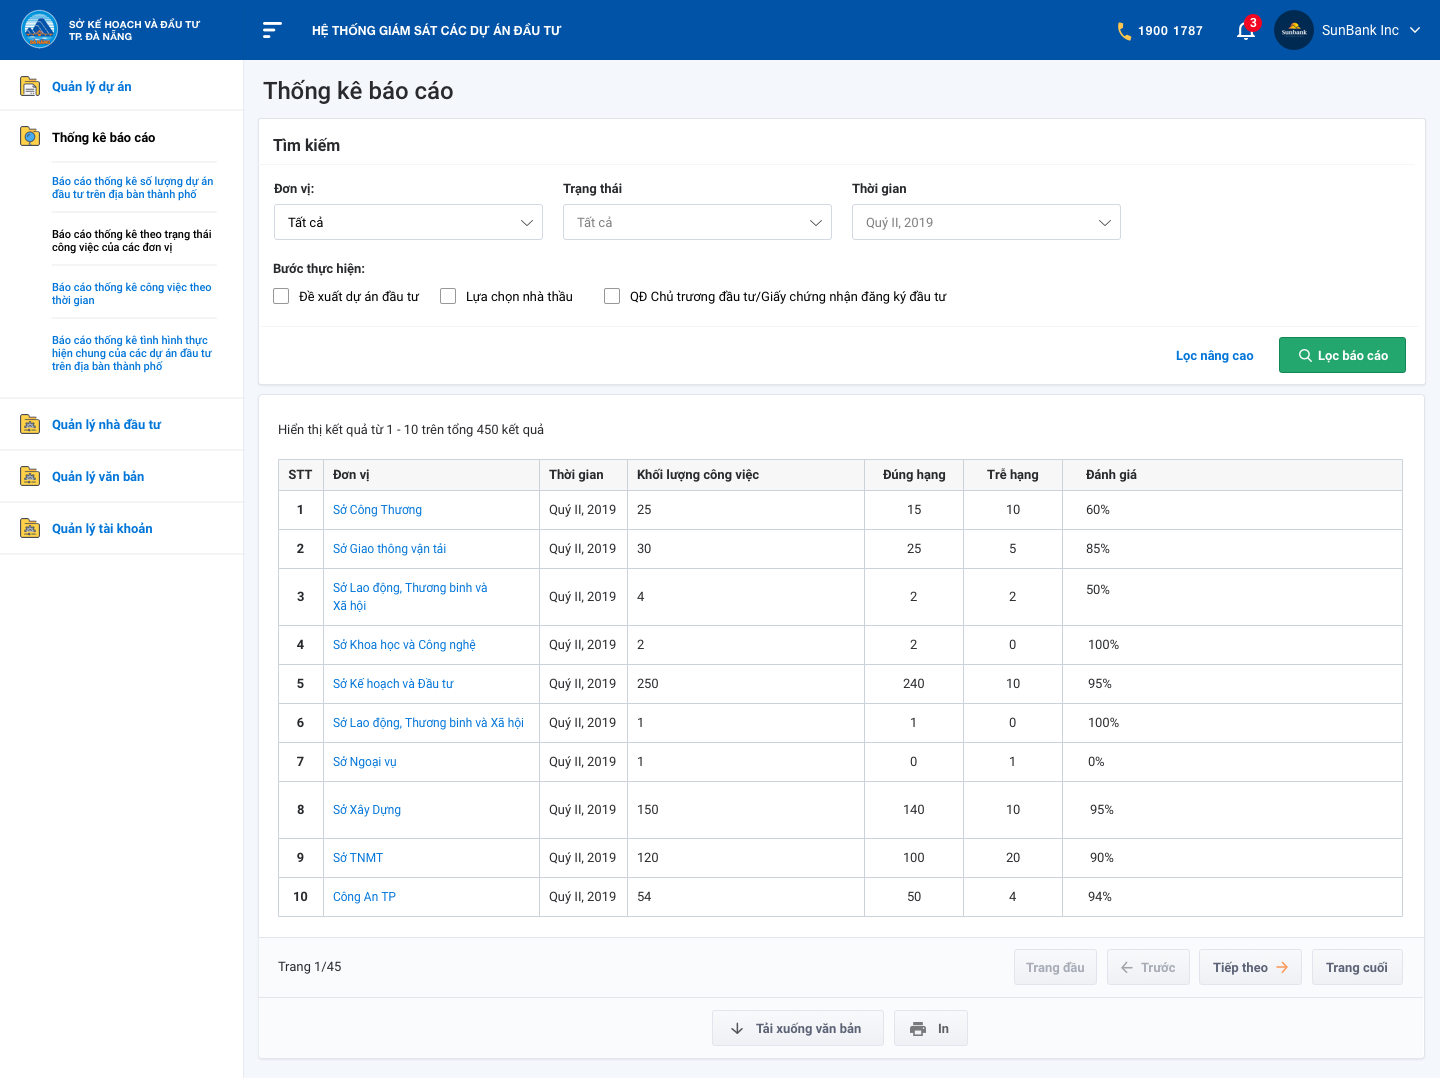 SỞ KẾ HOẠCH VÀ ĐẦU TƯ
TP. ĐÀ NẴNG
HỆ THỐNG GIÁM SÁT CÁC DỰ ÁN ĐẦU TƯ
1900 1787
3
Sunbank
SunBank Inc
Quản lý dự án
Thống kê báo cáo
Báo cáo thống kê số lượng dự án
đầu tư trên địa bàn thành phố
Báo cáo thống kê theo trạng thái
công việc của các đơn vị
Báo cáo thống kê công việc theo
thời gian
Báo cáo thống kê tình hình thực
hiện chung của các dự án đầu tư
trên địa bàn thành phố
Quản lý nhà đầu tư
Quản lý văn bản
Quản lý tài khoản
Thống kê báo cáo
Tìm kiếm
Đơn vị: Trạng thái Thời gian
Tất cả Tất cả Quý II, 2019
Bước thực hiện:
Đề xuất dự án đầu tư Lựa chọn nhà thầu QĐ Chủ trương đầu tư/Giấy chứng nhận đăng ký đầu tư
Lọc nâng cao Lọc báo cáo
Hiển thị kết quả từ 1 - 10 trên tổng 450 kết quả
STT Đơn vị Thời gian Khối lượng công việc Đúng hạng Trễ hạng Đánh giá
1 Sở Công Thương Quý II, 2019 25 15 10 60%
2 Sở Giao thông vận tải Quý II, 2019 30 25 5 85%
3 Sở Lao động, Thương binh và
Xã hội Quý II, 2019 4 2 2 50%
4 Sở Khoa học và Công nghệ Quý II, 2019 2 2 0 100%
5 Sở Kế hoạch và Đầu tư Quý II, 2019 250 240 10 95%
6 Sở Lao động, Thương binh và Xã hội Quý II, 2019 1 1 0 100%
7 Sở Ngoại vụ Quý II, 2019 1 0 1 0%
8 Sở Xây Dựng Quý II, 2019 150 140 10 95%
9 Sở TNMT Quý II, 2019 120 100 20 90%
10 Công An TP Quý II, 2019 54 50 4 94%
Trang 1/45
Trang đầu Trước Tiếp theo Trang cuối
Tải xuống văn bản In